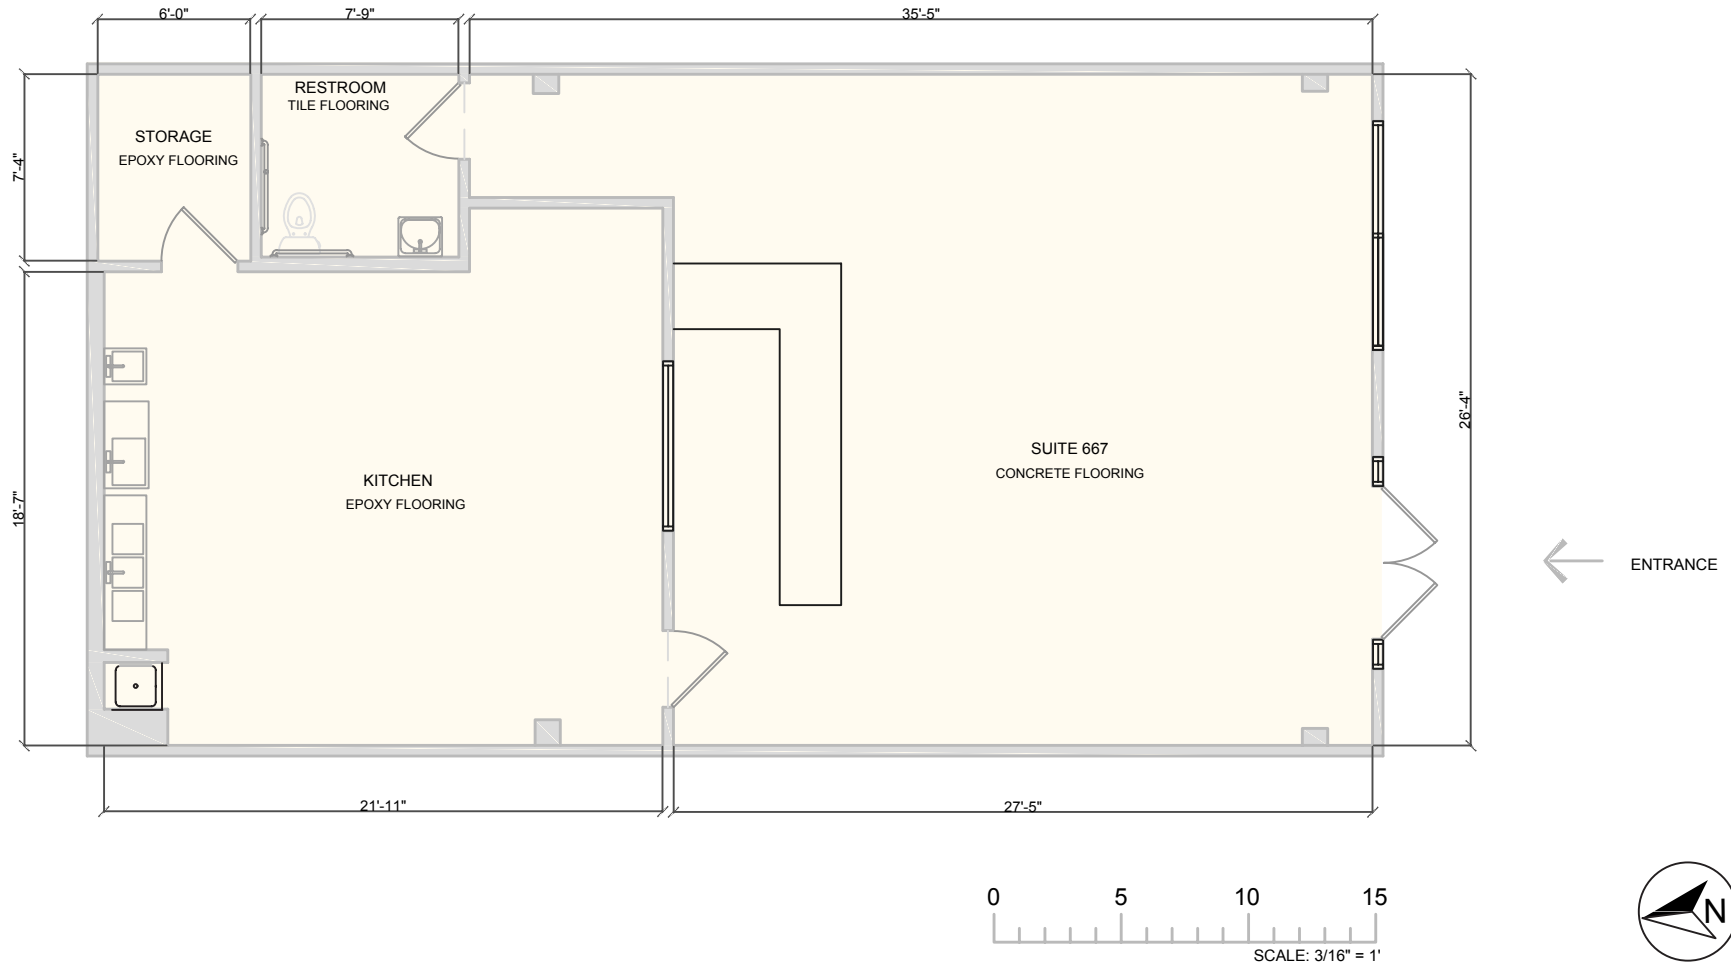 6'-0"
7'-9"
35'-5"
RESTROOM
TILE FLOORING
STORAGE
EPOXY FLOORING
7'-4"
26'-4"
SUITE 667
CONCRETE FLOORING
KITCHEN
EPOXY FLOORING
18'-7"
ENTRANCE
21'-11"
27'-5"
0 5 10 15
SCALE: 3/16" = 1'
N